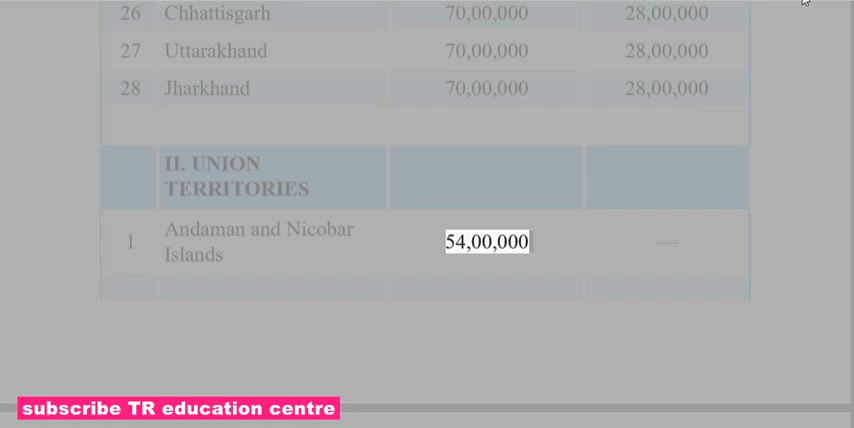 26 Chhattisgarh 70,00,000 28,00,000
27 Uttarakhand 70,00,000 28,00,000
28 Jharkhand 70,00,000 28,00,000
II. UNION
TERRITORIES
1 Andaman and Nicobar
Islands 54,00,000 —
subscribe TR education centre